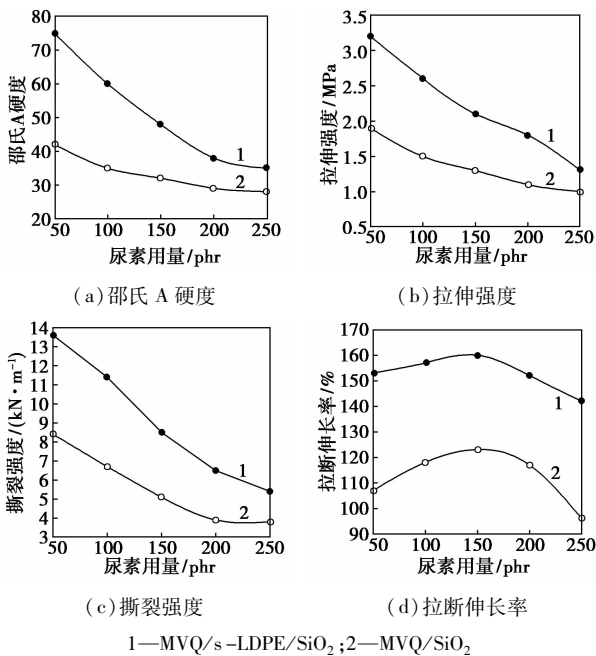 80
70
60
50
40
30
20
邵氏A硬度
1
2
50 100 150 200 250
尿素用量/phr
(a)邵氏 A 硬度
3.5
3.0
2.5
2.0
1.5
1.0
0.5
拉伸强度/MPa
1
2
50 100 150 200 250
尿素用量/phr
(b)拉伸强度
14
13
12
11
10
9
8
7
6
5
4
3
撕裂强度/(kN·m⁻¹)
1
2
50 100 150 200 250
尿素用量/phr
(c)撕裂强度
170
160
150
140
130
120
110
100
90
拉断伸长率/%
1
2
50 100 150 200 250
尿素用量/phr
(d)拉断伸长率
1—MVQ/s-LDPE/SiO₂;2—MVQ/SiO₂